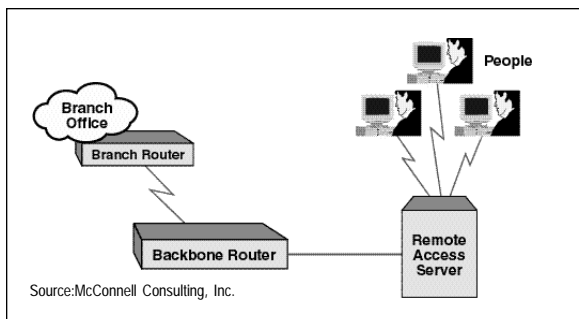 People
Branch
Office
Branch Router
Backbone Router
Remote
Access
Server
Source:McConnell Consulting, Inc.